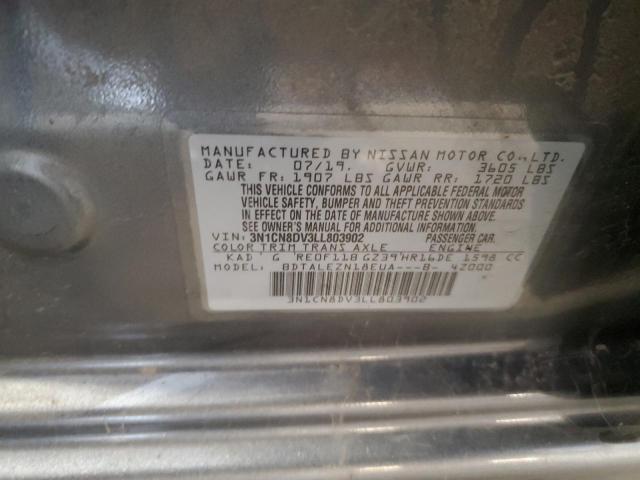 MANUFACTURED BY NISSAN MOTOR CO., LTD.
DATE: 07/19. GVWR: 3605 LBS
GAWR FR: 1907 LBS GAWR RR: 1720 LBS
THIS VEHICLE CONFORMS TO ALL APPLICABLE FEDERAL MOTOR
VEHICLE SAFETY, BUMPER AND THEFT PREVENTION STANDARDS
IN EFFECT ON THE DATE OF MANUFACTURE SHOWN ABOVE.
SEE OWNER'S MANUAL FOR ADDITIONAL INFORMATION.
VIN: 3N1CN8DV3LL803902 PASSENGER CAR.
COLOR TRIM TRANS AXLE ENGINE
KAD G RE0F11B GZ39 HR16DE 1598 CC
MODEL: BDTALEZN18EUA---B- 4Z000
3N1CN8DV3LL803902